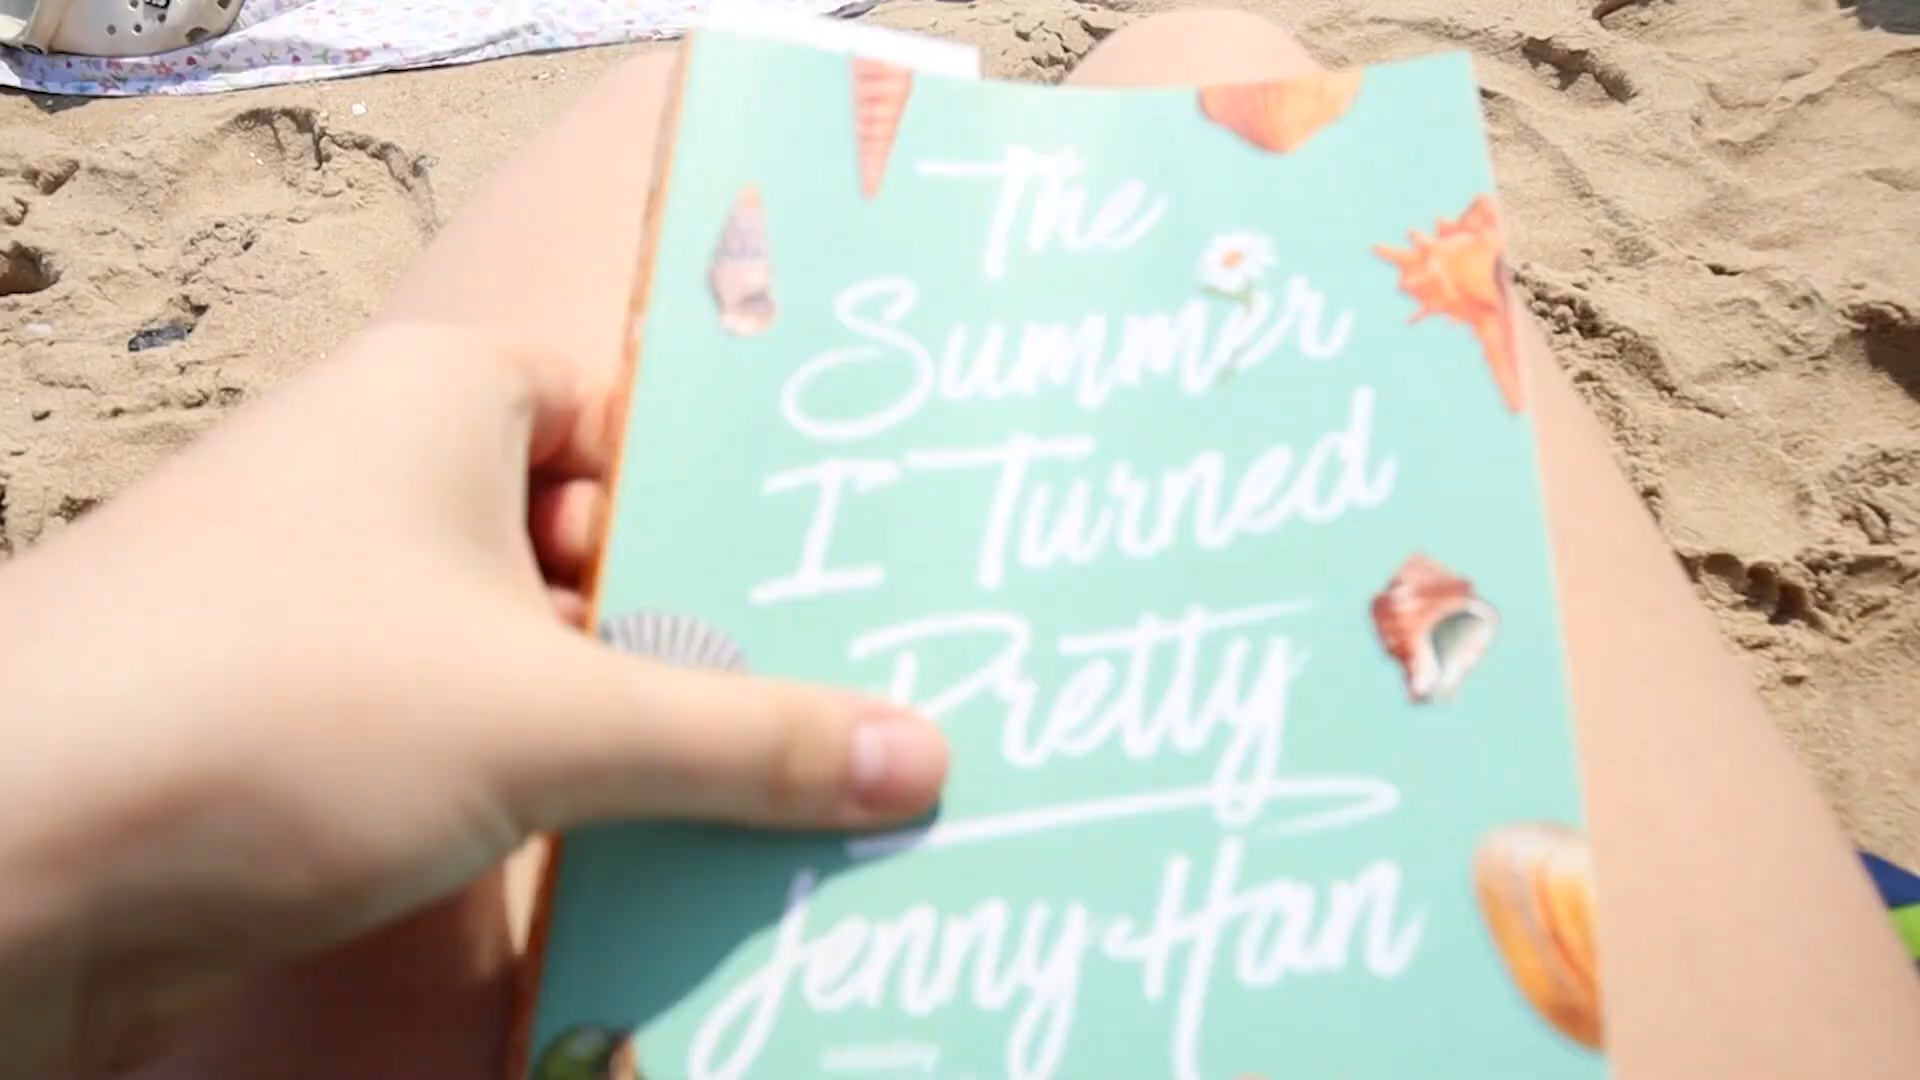 The
Summer
I Turned
Pretty
Jenny Han